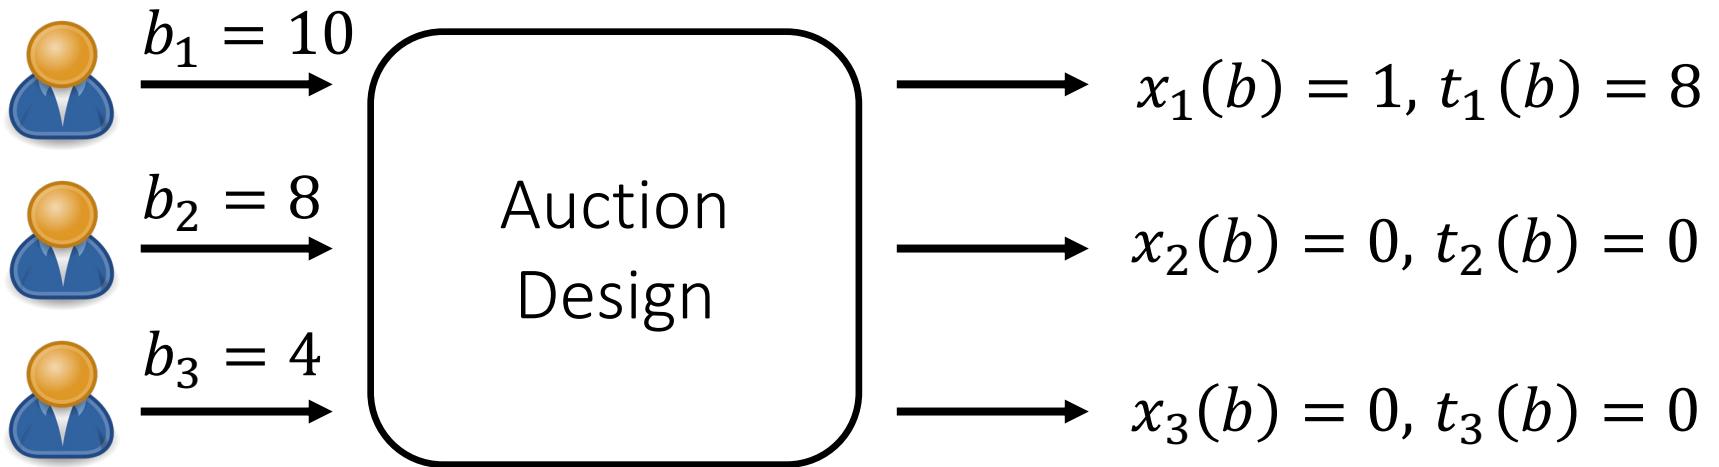 b₁ = 10
x₁(b) = 1, t₁(b) = 8
b₂ = 8
Auction
Design
x₂(b) = 0, t₂(b) = 0
b₃ = 4
x₃(b) = 0, t₃(b) = 0